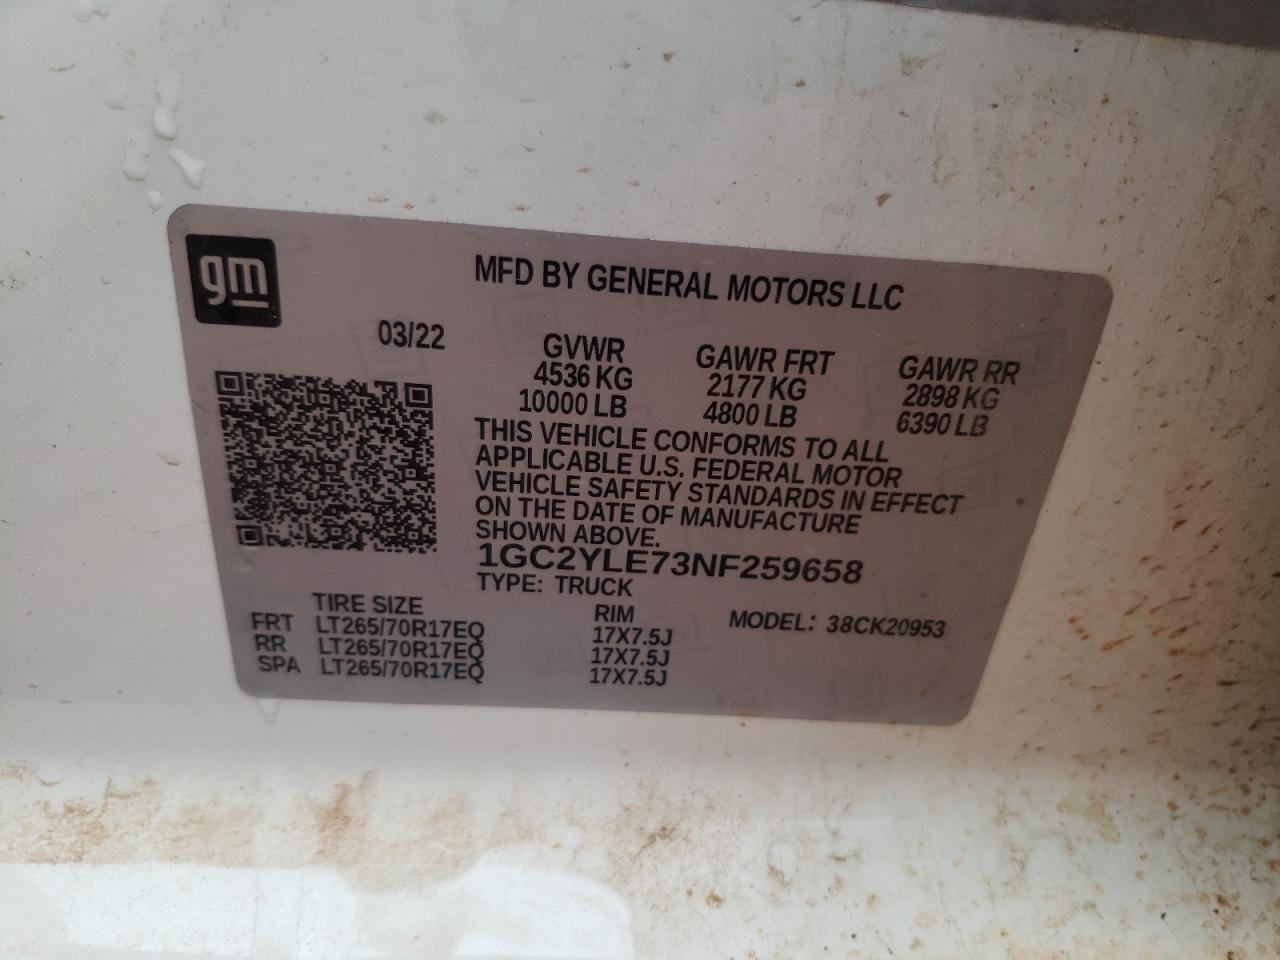 gm
MFD BY GENERAL MOTORS LLC
03/22
GVWR GAWR FRT GAWR RR
4536 KG 2177 KG 2898 KG
10000 LB 4800 LB 6390 LB
THIS VEHICLE CONFORMS TO ALL
APPLICABLE U.S. FEDERAL MOTOR
VEHICLE SAFETY STANDARDS IN EFFECT
ON THE DATE OF MANUFACTURE
SHOWN ABOVE.
1GC2YLE73NF259658
TYPE: TRUCK
TIRE SIZE RIM MODEL: 38CK20953
FRT LT265/70R17EQ 17X7.5J
RR LT265/70R17EQ 17X7.5J
SPA LT265/70R17EQ 17X7.5J